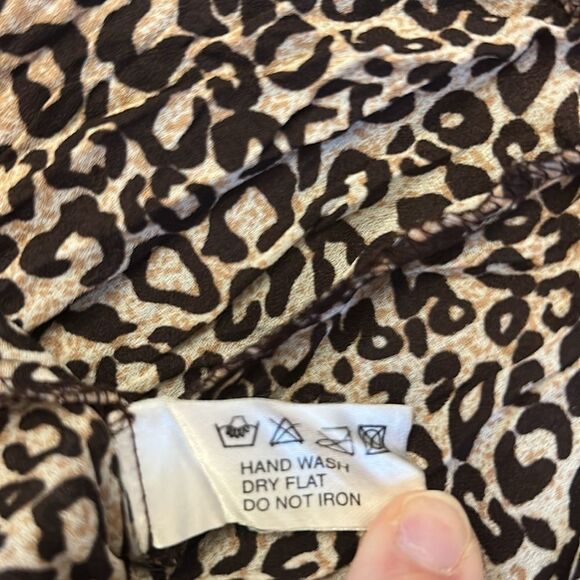 HAND WASH
DRY FLAT
DO NOT IRON